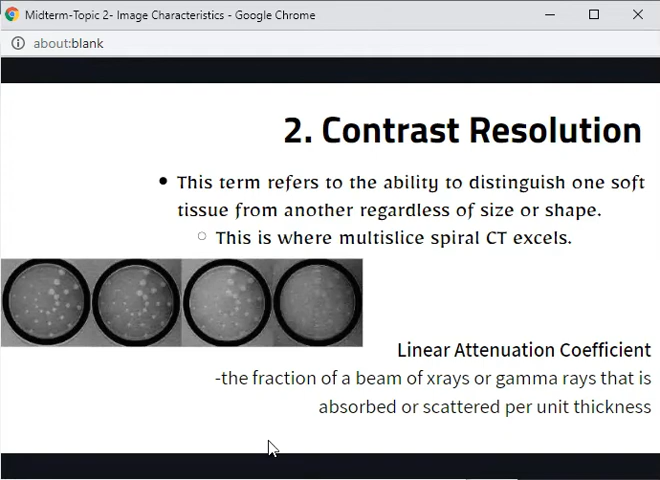 Midterm-Topic 2- Image Characteristics - Google Chrome
about:blank
2. Contrast Resolution
This term refers to the ability to distinguish one soft
tissue from another regardless of size or shape.
This is where multislice spiral CT excels.
Linear Attenuation Coefficient
-the fraction of a beam of xrays or gamma rays that is
absorbed or scattered per unit thickness